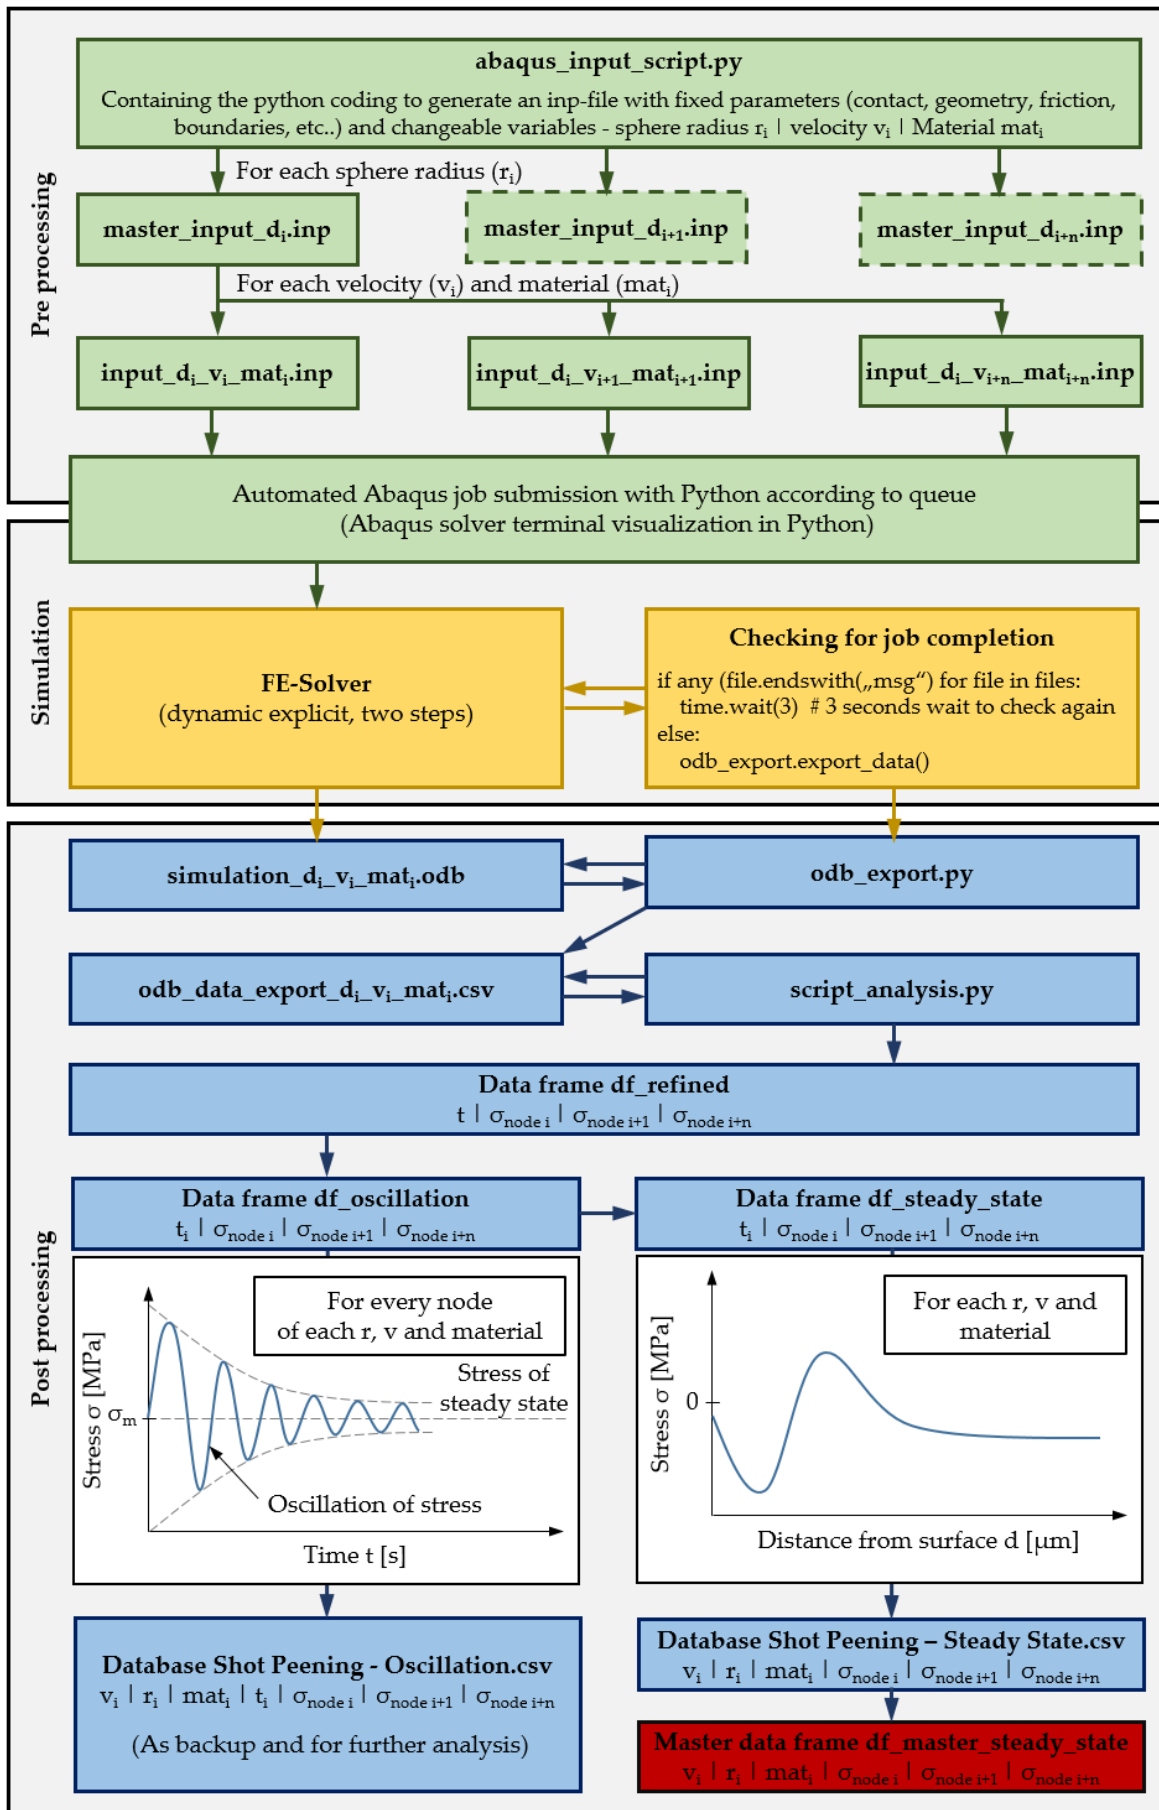 Pre processing
abaqus_input_script.py
Containing the python coding to generate an inp-file with fixed parameters (contact, geometry, friction,
boundaries, etc..) and changeable variables - sphere radius rᵢ | velocity vᵢ | Material matᵢ
For each sphere radius (rᵢ)
master_input_dᵢ.inp
master_input_dᵢ₊₁.inp
master_input_dᵢ₊ₙ.inp
For each velocity (vᵢ) and material (matᵢ)
input_dᵢ_vᵢ_matᵢ.inp
input_dᵢ_vᵢ₊₁_matᵢ₊₁.inp
input_dᵢ_vᵢ₊ₙ_matᵢ₊ₙ.inp
Automated Abaqus job submission with Python according to queue
(Abaqus solver terminal visualization in Python)
Simulation
FE-Solver
(dynamic explicit, two steps)
Checking for job completion
if any (file.endswith(„msg“) for file in files:
time.wait(3) # 3 seconds wait to check again
else:
odb_export.export_data()
Post processing
simulation_dᵢ_vᵢ_matᵢ.odb
odb_export.py
odb_data_export_dᵢ_vᵢ_matᵢ.csv
script_analysis.py
Data frame df_refined
t | σnode i | σnode i+1 | σnode i+n
Data frame df_oscillation
tᵢ | σnode i | σnode i+1 | σnode i+n
Data frame df_steady_state
tᵢ | σnode i | σnode i+1 | σnode i+n
For every node
of each r, v and material
Stress of
steady state
Stress σ [MPa]
σₘ
Oscillation of stress
Time t [s]
For each r, v and
material
Stress σ [MPa]
0
Distance from surface d [µm]
Database Shot Peening - Oscillation.csv
vᵢ | rᵢ | matᵢ | tᵢ | σnode i | σnode i+1 | σnode i+n
(As backup and for further analysis)
Database Shot Peening – Steady State.csv
vᵢ | rᵢ | matᵢ | σnode i | σnode i+1 | σnode i+n
Master data frame df_master_steady_state
vᵢ | rᵢ | matᵢ | σnode i | σnode i+1 | σnode i+n